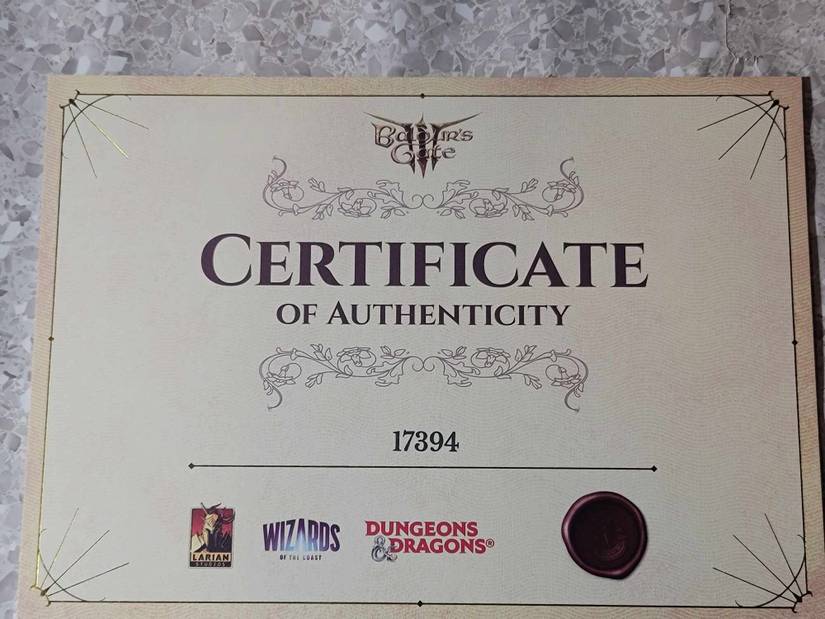 Baldur's
Gate
III
CERTIFICATE
OF AUTHENTICITY
17394
LARIAN
STUDIOS
WIZARDS
OF THE COAST
DUNGEONS
& DRAGONS®